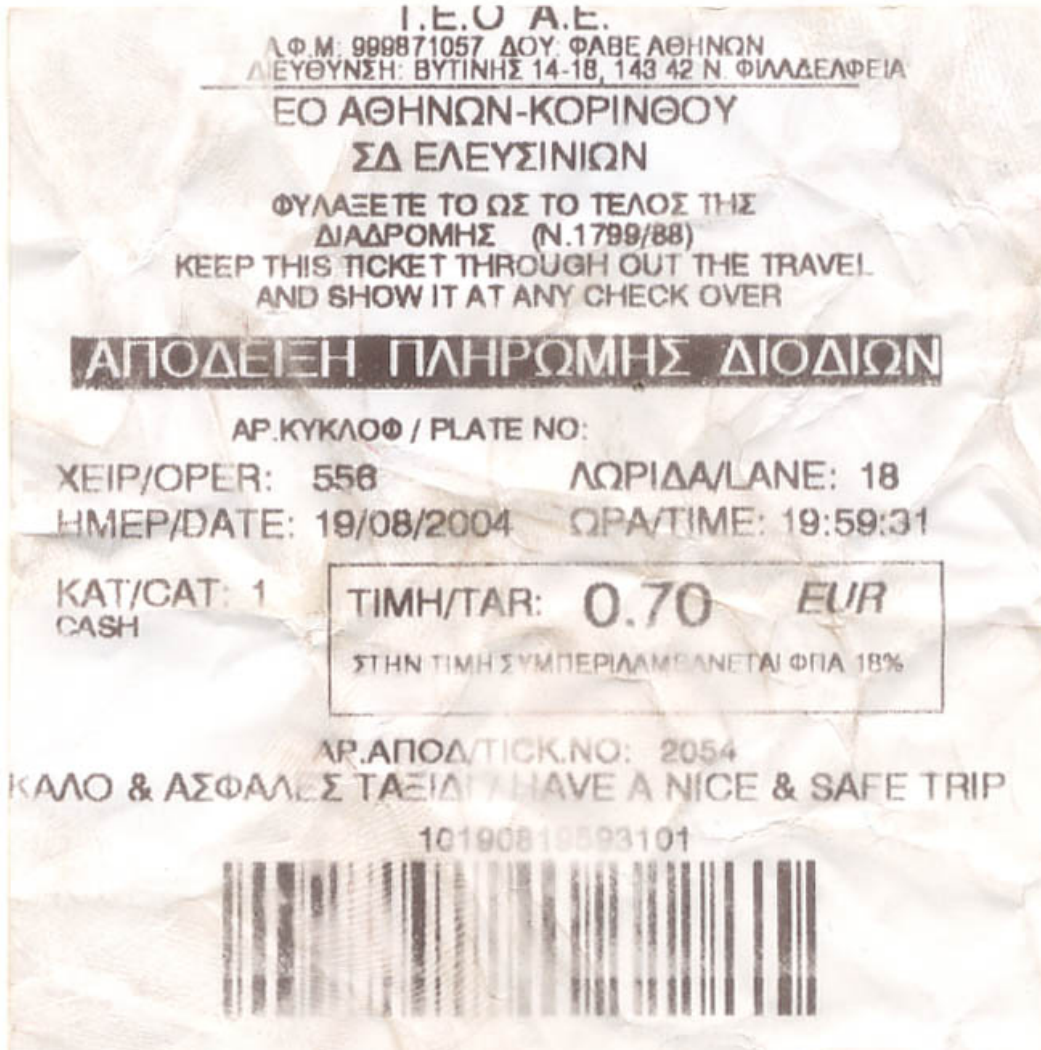 Τ.Ε.Ο Α.Ε.
Α.Φ.Μ: 999871057 ΔΟΥ: ΦΑΒΕ ΑΘΗΝΩΝ
ΔΙΕΥΘΥΝΣΗ: ΒΥΤΙΝΗΣ 14-18, 143 42 Ν. ΦΙΛΑΔΕΛΦΕΙΑ
ΕΟ ΑΘΗΝΩΝ-ΚΟΡΙΝΘΟΥ
ΣΔ ΕΛΕΥΣΙΝΙΩΝ
ΦΥΛΑΞΕΤΕ ΤΟ ΩΣ ΤΟ ΤΕΛΟΣ ΤΗΣ
ΔΙΑΔΡΟΜΗΣ (Ν.1799/88)
KEEP THIS TICKET THROUGH OUT THE TRAVEL
AND SHOW IT AT ANY CHECK OVER
ΑΠΟΔΕΙΞΗ ΠΛΗΡΩΜΗΣ ΔΙΟΔΙΩΝ
ΑΡ.ΚΥΚΛΟΦ / PLATE NO:
ΧΕΙΡ/OPER: 556 ΛΩΡΙΔΑ/LANE: 18
ΗΜΕΡ/DATE: 19/08/2004 ΩΡΑ/TIME: 19:59:31
ΚΑΤ/CAT: 1 ΤΙΜΗ/TAR: 0.70 EUR
CASH
ΣΤΗΝ ΤΙΜΗ ΣΥΜΠΕΡΙΛΑΜΒΑΝΕΤΑΙ ΦΠΑ 18%
ΑΡ.ΑΠΟΔ/TICK.NO: 2054
ΚΑΛΟ & ΑΣΦΑΛΕΣ ΤΑΞΙΔΙ / HAVE A NICE & SAFE TRIP
10190819593101